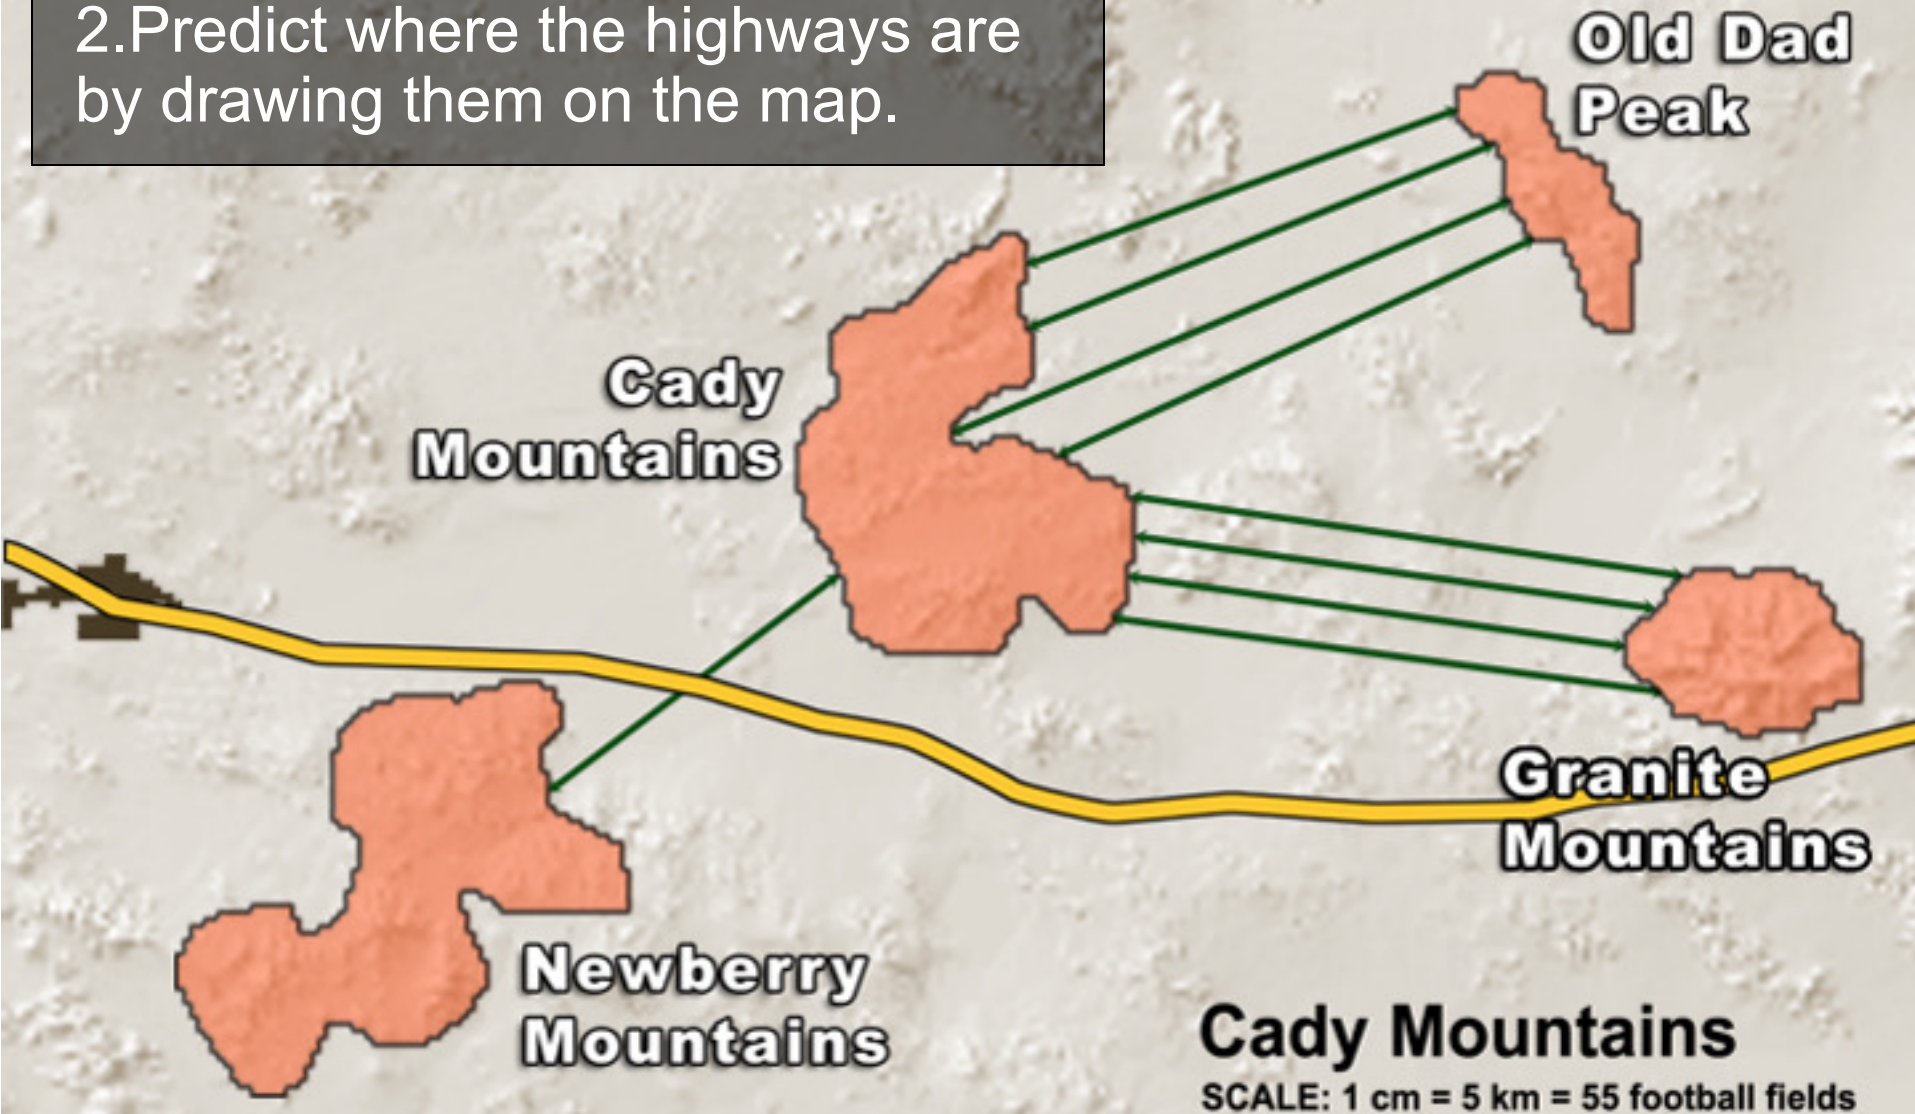 2.Predict where the highways are
by drawing them on the map.
Old Dad
Peak
Cady
Mountains
Granite
Mountains
Newberry
Mountains
Cady Mountains
SCALE: 1 cm = 5 km = 55 football fields